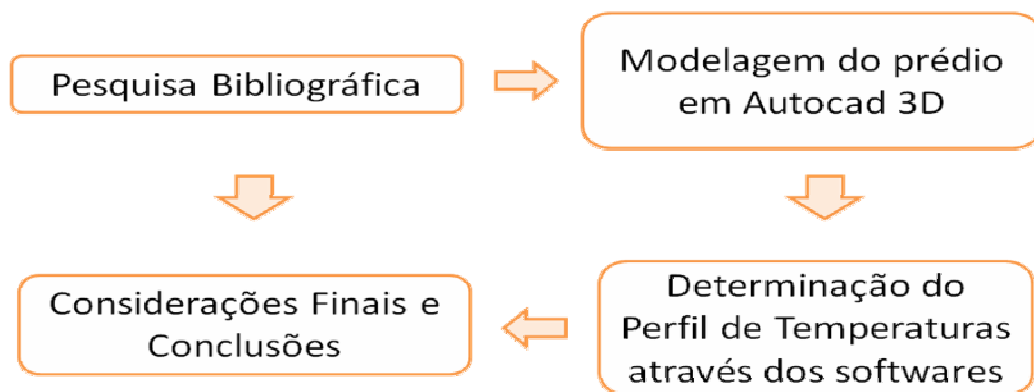 Pesquisa Bibliográfica
Modelagem do prédio
em Autocad 3D
Considerações Finais e
Conclusões
Determinação do
Perfil de Temperaturas
através dos softwares